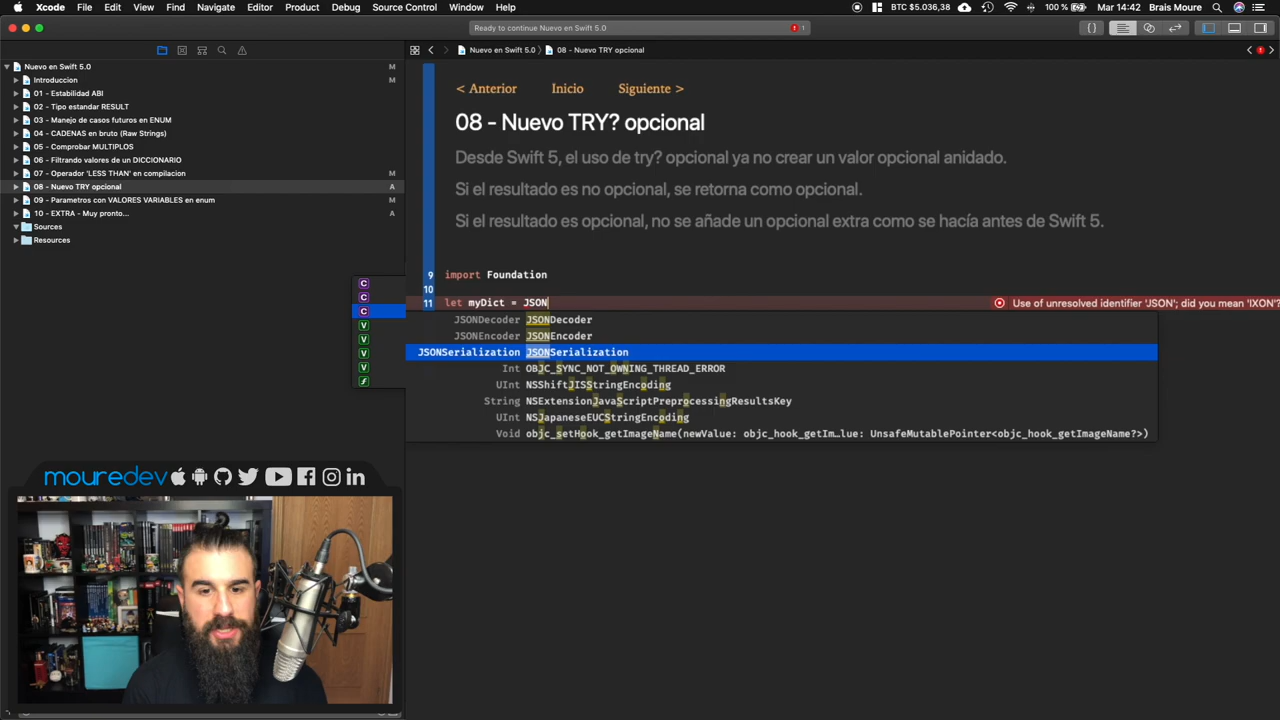 Xcode File Edit View Find Navigate Editor Product Debug Source Control Window Help
BTC $5.036,38 100 % Mar 14:42 Brais Moure
Ready to continue Nuevo en Swift 5.0 1
Nuevo en Swift 5.0 〉 08 - Nuevo TRY? opcional
Nuevo en Swift 5.0 M
Introduccion M
01 - Estabilidad ABI
02 - Tipo estandar RESULT
03 - Manejo de casos futuros en ENUM
04 - CADENAS en bruto (Raw Strings)
05 - Comprobar MULTIPLOS
06 - Filtrando valores de un DICCIONARIO
07 - Operador 'LESS THAN' en compilacion M
08 - Nuevo TRY opcional A
09 - Parametros con VALORES VARIABLES en enum M
10 - EXTRA - Muy pronto... A
Sources
Resources
< Anterior Inicio Siguiente >
08 - Nuevo TRY? opcional
Desde Swift 5, el uso de try? opcional ya no crear un valor opcional anidado.
Si el resultado es no opcional, se retorna como opcional.
Si el resultado es opcional, no se añade un opcional extra como se hacía antes de Swift 5.
9 import Foundation
10
11 let myDict = JSON
Use of unresolved identifier 'JSON'; did you mean 'IXON'?
C
C
C
V
V
V
V
f
JSONDecoder JSONDecoder
JSONEncoder JSONEncoder
JSONSerialization JSONSerialization
Int OBJC_SYNC_NOT_OWNING_THREAD_ERROR
UInt NSShiftJISStringEncoding
String NSExtensionJavaScriptPreprocessingResultsKey
UInt NSJapaneseEUCStringEncoding
Void objc_setHook_getImageName(newValue: objc_hook_getIm…lue: UnsafeMutablePointer<objc_hook_getImageName?>)
mouredev